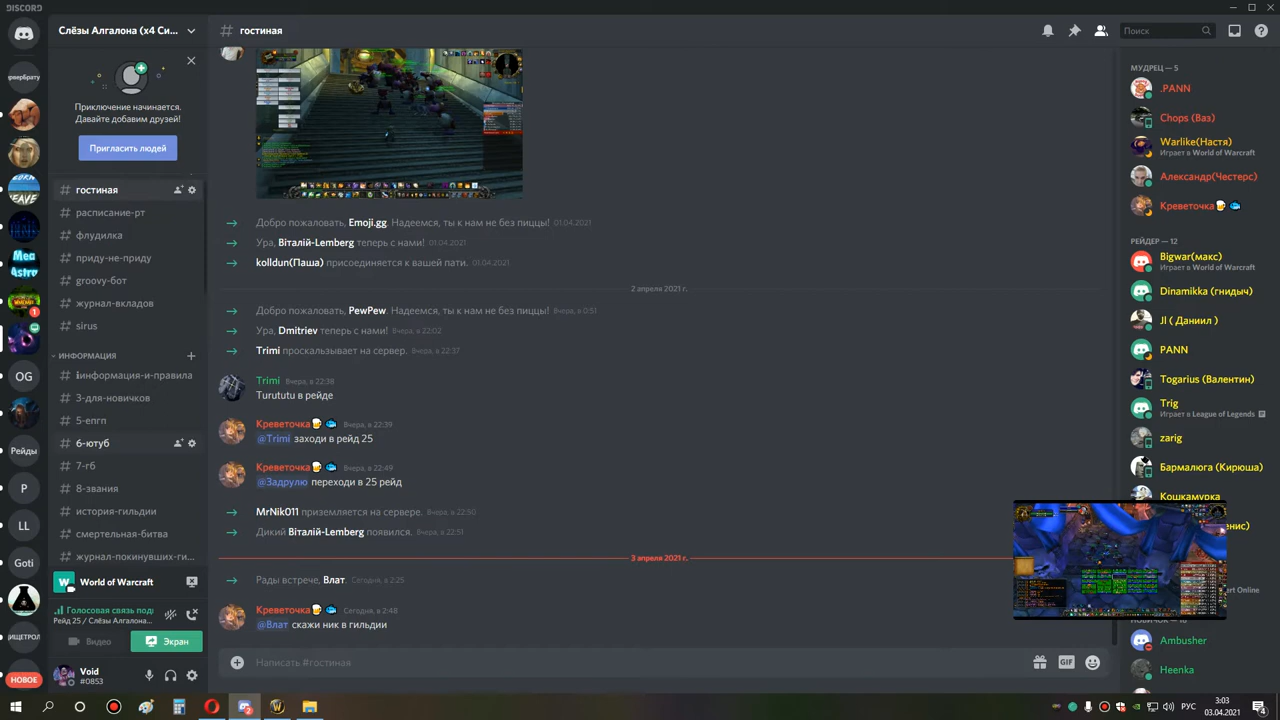 DISCORD
Слёзы Алгалона (x4 Си...
# гостиная
Поиск
Приключение начинается.
Давайте добавим друзей!
Пригласить людей
# гостиная
# расписание-рт
# флудилка
# приду-не-приду
# groovy-бот
# журнал-вкладов
# sirus
ИНФОРМАЦИЯ
# информация-и-правила
# 3-для-новичков
# 5-епгп
# 6-ютуб
# 7-гб
# 8-звания
# история-гильдии
# смертельная-битва
# журнал-покинувших-ги...
World of Warcraft
Голосовая связь под
Рейд 25 / Слёзы Алгалона...
Видео
Экран
Void
#0853
Меа
Astro
1
OG
Рейды
P
LL
Goti
НОВОЕ
Добро пожаловать, Emoji.gg. Надеемся, ты к нам не без пиццы! 01.04.2021
Ура, Віталій-Lemberg теперь с нами! 01.04.2021
kolldun(Паша) присоединяется к вашей пати. 01.04.2021
2 апреля 2021 г.
Добро пожаловать, PewPew. Надеемся, ты к нам не без пиццы! Вчера, в 0:51
Ура, Dmitriev теперь с нами! Вчера, в 22:02
Trimi проскальзывает на сервер. Вчера, в 22:37
Trimi Вчера, в 22:38
Turututu в рейде
Креветочка Вчера, в 22:39
@Trimi заходи в рейд 25
Креветочка Вчера, в 22:49
@Задрулю переходи в 25 рейд
MrNik011 приземляется на сервере. Вчера, в 22:50
Дикий Віталій-Lemberg появился. Вчера, в 22:51
3 апреля 2021 г.
Рады встрече, Влат. Сегодня, в 2:25
Креветочка Сегодня, в 2:48
@Влат скажи ник в гильдии
Написать #гостиная
GIF
МУДРЕЦ — 5
.PANN
Chops (Ваз)
Warlike(Настя)
Играет в World of Warcraft
Александр(Честерс)
Креветочка
РЕЙДЕР — 12
Bigwar(макс)
Играет в World of Warcraft
Dinamikka (гнидыч)
Jl ( Даниил )
PANN
Togarius (Валентин)
Trig
Играет в League of Legends
zarig
Бармалюга (Кирюша)
Кошкамурка
Ambusher
Heenka
РУС
3:03
03.04.2021
4